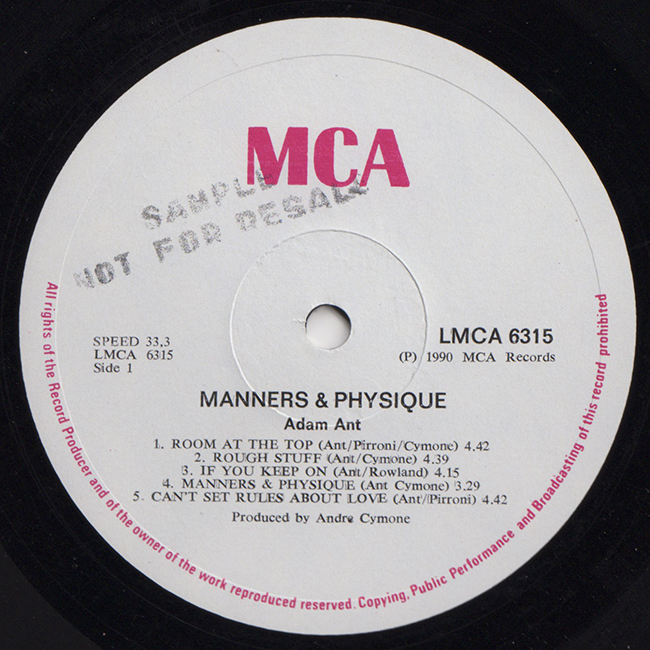 MCA
SAMPLE
NOT FOR RESALE
SPEED 33,3
LMCA 6315
Side 1
LMCA 6315
(P) 1990 MCA Records
MANNERS & PHYSIQUE
Adam Ant
1. ROOM AT THE TOP (Ant/Pirroni/Cymone) 4.42
2. ROUGH STUFF (Ant/Cymone) 4.39
3. IF YOU KEEP ON (Ant/Rowland) 4.15
4. MANNERS & PHYSIQUE (Ant Cymone) 3.29
5. CAN'T SET RULES ABOUT LOVE (Ant/Pirroni) 4.42
Produced by Andre Cymone
All rights of the Record Producer and of the owner of the work reproduced reserved. Copying, Public Performance and Broadcasting of this record prohibited